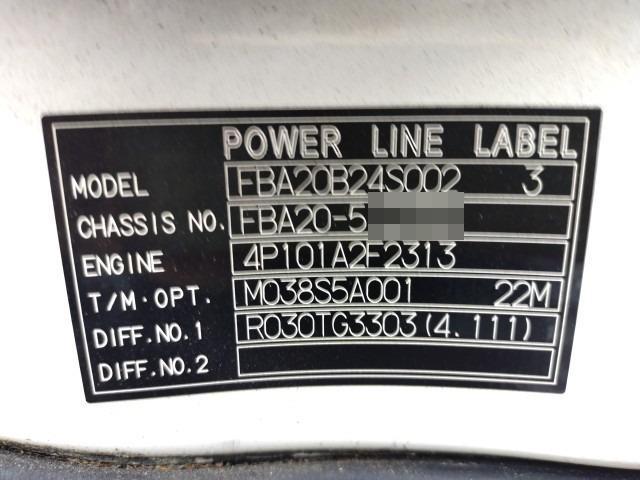 POWER LINE LABEL
MODEL FBA20B24S002 3
CHASSIS NO. FBA20-5
ENGINE 4P101A2E2313
T/M·OPT. M038S5A001 22M
DIFF.NO.1 R030TG3303(4.111)
DIFF.NO.2